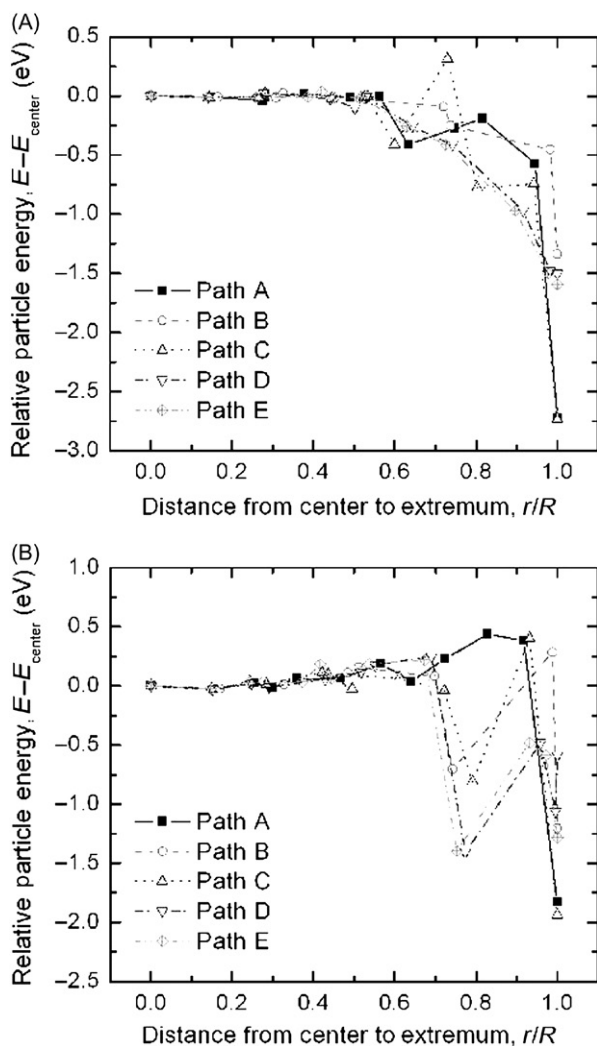 (A)
Relative particle energy, E–Ecenter (eV)
0.5
0.0
–0.5
–1.0
–1.5
–2.0
–2.5
–3.0
Path A
Path B
Path C
Path D
Path E
0.0 0.2 0.4 0.6 0.8 1.0
Distance from center to extremum, r/R
(B)
Relative particle energy, E–Ecenter (eV)
1.0
0.5
0.0
–0.5
–1.0
–1.5
–2.0
–2.5
Path A
Path B
Path C
Path D
Path E
0.0 0.2 0.4 0.6 0.8 1.0
Distance from center to extremum, r/R